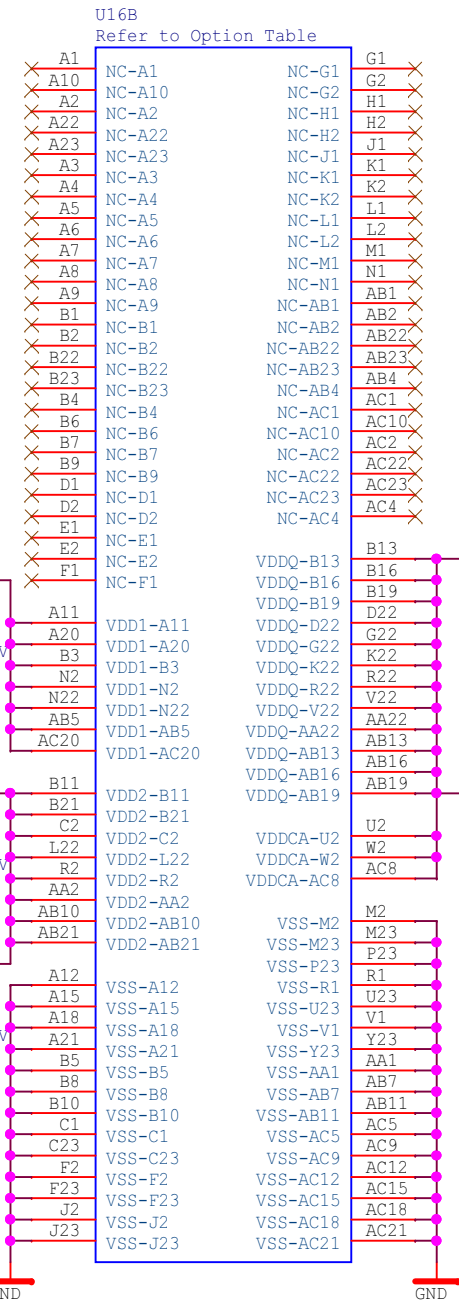 U16B
Refer to Option Table
A1 NC-A1 NC-G1 G1
A10 NC-A10 NC-G2 G2
A2 NC-A2 NC-H1 H1
A22 NC-A22 NC-H2 H2
A23 NC-A23 NC-J1 J1
A3 NC-A3 NC-K1 K1
A4 NC-A4 NC-K2 K2
A5 NC-A5 NC-L1 L1
A6 NC-A6 NC-L2 L2
A7 NC-A7 NC-M1 M1
A8 NC-A8 NC-N1 N1
A9 NC-A9 NC-AB1 AB1
B1 NC-B1 NC-AB2 AB2
B2 NC-B2 NC-AB22 AB22
B22 NC-B22 NC-AB23 AB23
B23 NC-B23 NC-AB4 AB4
B4 NC-B4 NC-AC1 AC1
B6 NC-B6 NC-AC10 AC10
B7 NC-B7 NC-AC2 AC2
B9 NC-B9 NC-AC22 AC22
D1 NC-D1 NC-AC23 AC23
D2 NC-D2 NC-AC4 AC4
E1 NC-E1
E2 NC-E2 VDDQ-B13 B13
F1 NC-F1 VDDQ-B16 B16
VDDQ-B19 B19
A11 VDD1-A11 VDDQ-D22 D22
A20 VDD1-A20 VDDQ-G22 G22
B3 VDD1-B3 VDDQ-K22 K22
N2 VDD1-N2 VDDQ-R22 R22
N22 VDD1-N22 VDDQ-V22 V22
AB5 VDD1-AB5 VDDQ-AA22 AA22
AC20 VDD1-AC20 VDDQ-AB13 AB13
VDDQ-AB16 AB16
B11 VDD2-B11 VDDQ-AB19 AB19
B21 VDD2-B21
C2 VDD2-C2 VDDCA-U2 U2
L22 VDD2-L22 VDDCA-W2 W2
R2 VDD2-R2 VDDCA-AC8 AC8
AA2 VDD2-AA2
AB10 VDD2-AB10 VSS-M2 M2
AB21 VDD2-AB21 VSS-M23 M23
VSS-P23 P23
A12 VSS-A12 VSS-R1 R1
A15 VSS-A15 VSS-U23 U23
A18 VSS-A18 VSS-V1 V1
A21 VSS-A21 VSS-Y23 Y23
B5 VSS-B5 VSS-AA1 AA1
B8 VSS-B8 VSS-AB7 AB7
B10 VSS-B10 VSS-AB11 AB11
C1 VSS-C1 VSS-AC5 AC5
C23 VSS-C23 VSS-AC9 AC9
F2 VSS-F2 VSS-AC12 AC12
F23 VSS-F23 VSS-AC15 AC15
J2 VSS-J2 VSS-AC18 AC18
J23 VSS-J23 VSS-AC21 AC21
ND GND